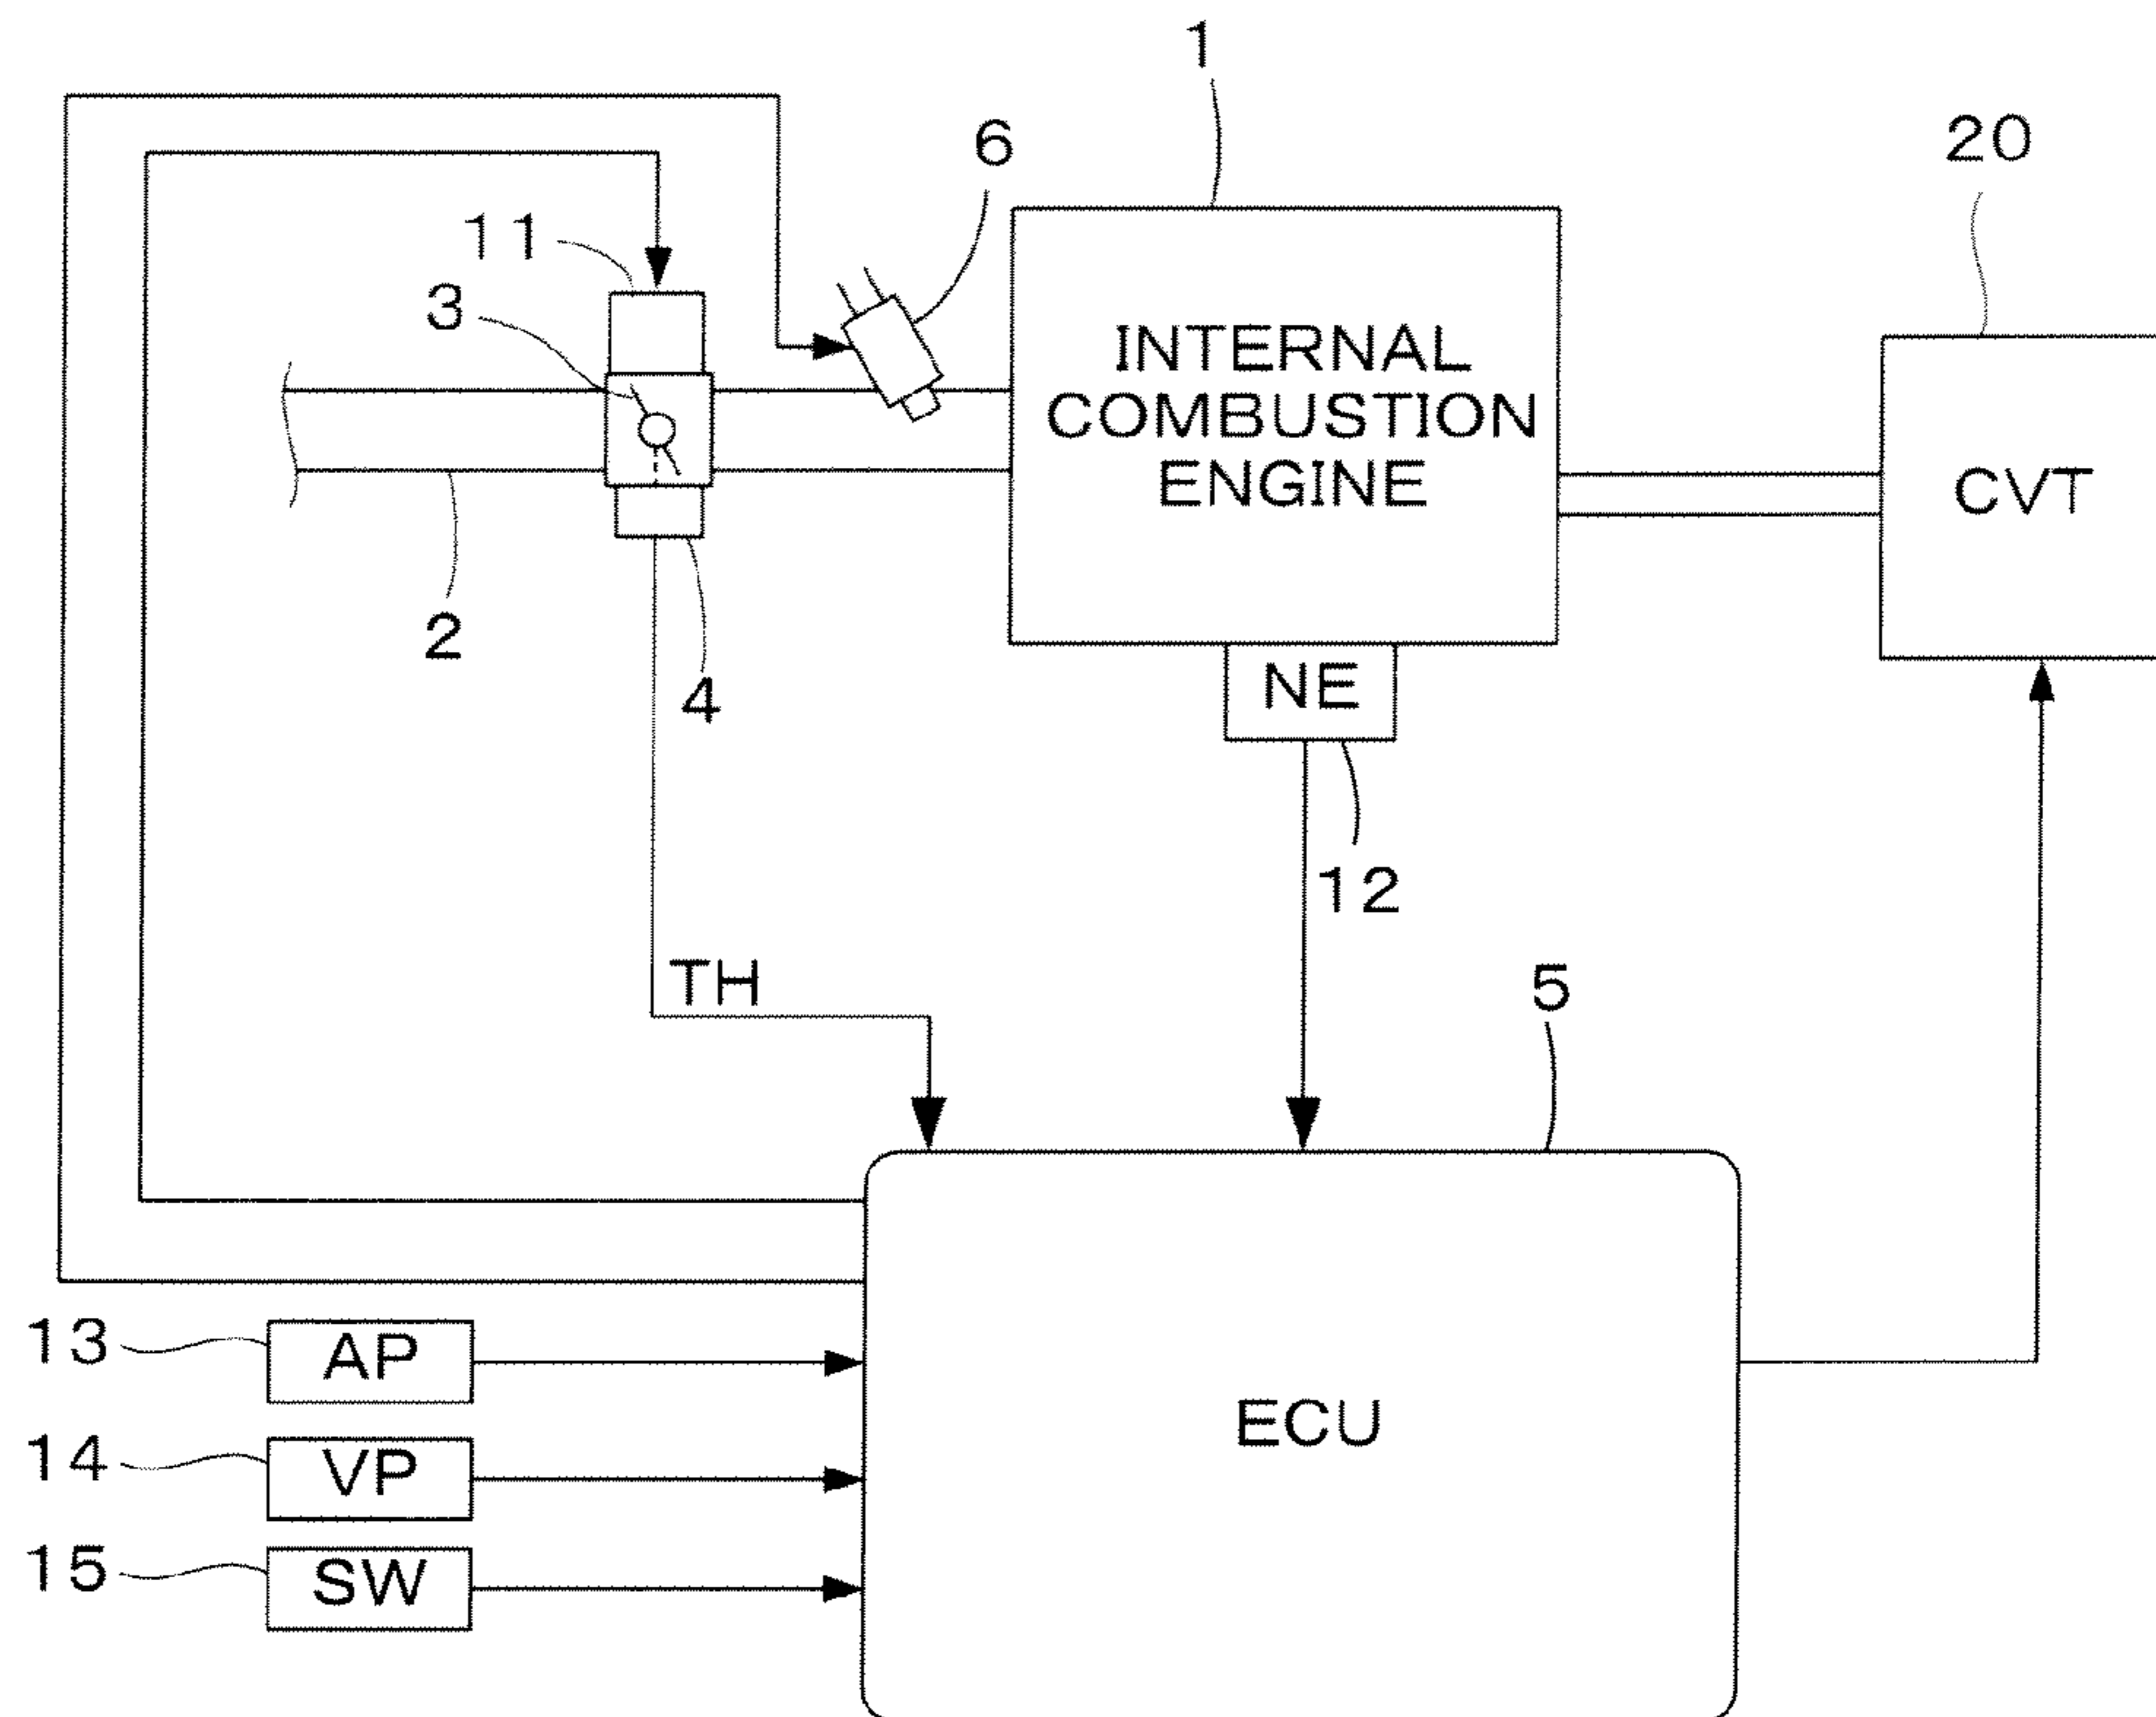 1
20
6
11
3
INTERNAL
COMBUSTION
ENGINE
CVT
2
4
NE
12
TH
5
13 AP
14 VP
15 SW
ECU